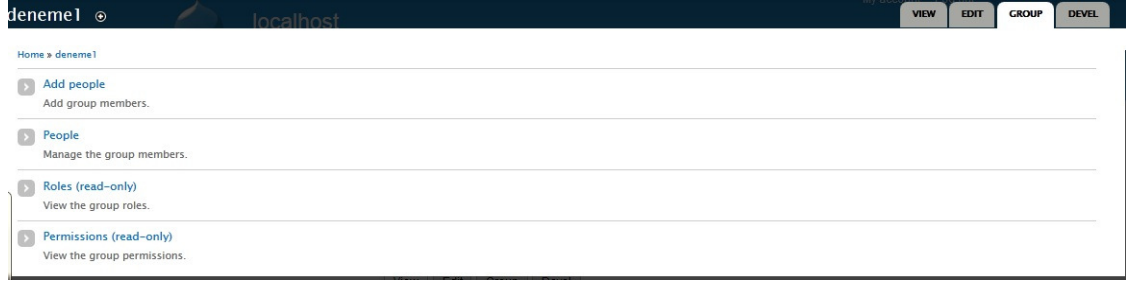 deneme1
localhost
VIEW
EDIT
GROUP
DEVEL
Home » deneme1
Add people
Add group members.
People
Manage the group members.
Roles (read-only)
View the group roles.
Permissions (read-only)
View the group permissions.